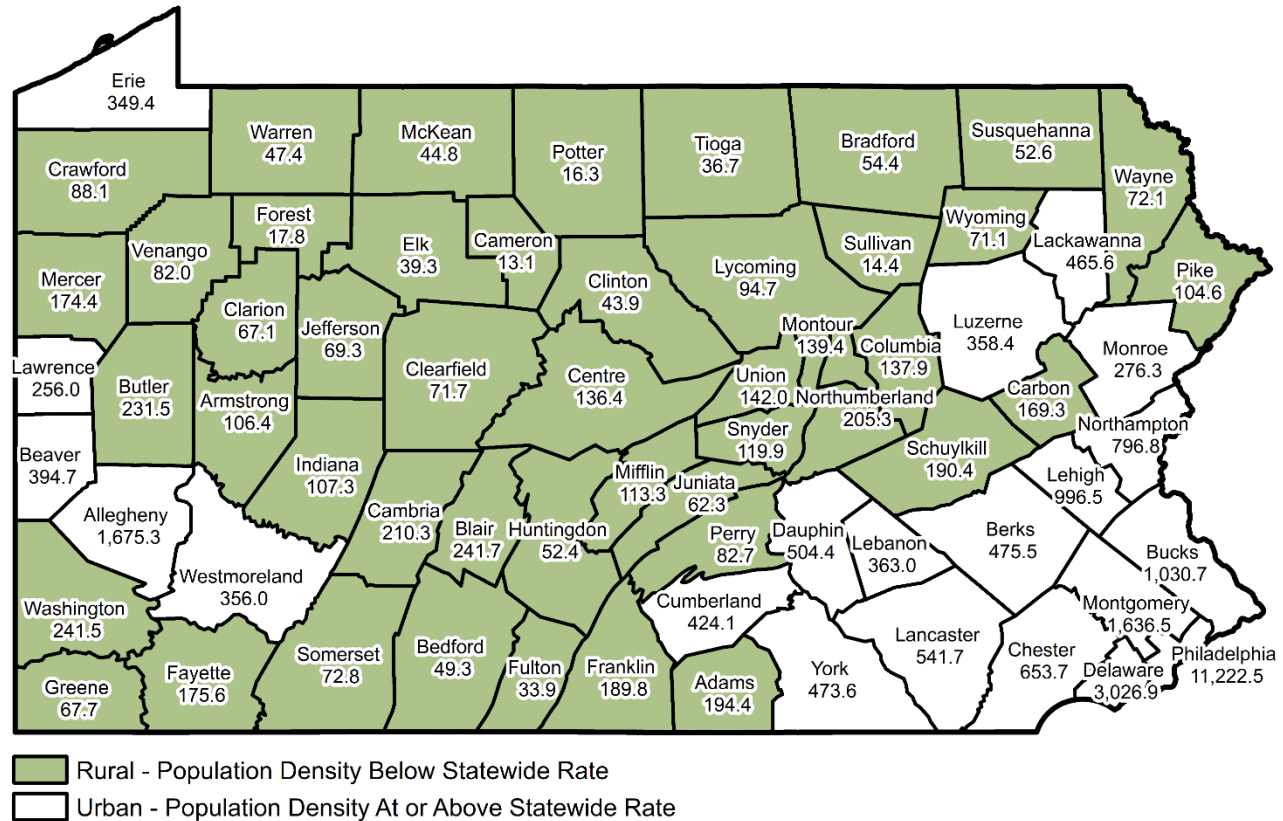 Erie
349.4
Warren
47.4
McKean
44.8
Potter
16.3
Tioga
36.7
Bradford
54.4
Susquehanna
52.6
Wayne
72.1
Crawford
88.1
Forest
17.8
Venango
82.0
Elk
39.3
Cameron
13.1
Wyoming
71.1
Sullivan
14.4
Lackawanna
465.6
Pike
104.6
Mercer
174.4
Clarion
67.1
Jefferson
69.3
Clinton
43.9
Lycoming
94.7
Montour
139.4
Columbia
137.9
Luzerne
358.4
Monroe
276.3
Lawrence
256.0
Butler
231.5
Armstrong
106.4
Clearfield
71.7
Centre
136.4
Union
142.0
Northumberland
205.3
Carbon
169.3
Northampton
796.8
Beaver
394.7
Indiana
107.3
Snyder
119.9
Schuylkill
190.4
Lehigh
996.5
Mifflin
113.3
Juniata
62.3
Allegheny
1,675.3
Cambria
210.3
Blair
241.7
Huntingdon
52.4
Perry
82.7
Dauphin
504.4
Lebanon
363.0
Berks
475.5
Bucks
1,030.7
Westmoreland
356.0
Washington
241.5
Cumberland
424.1
Montgomery
1,636.5
Lancaster
541.7
Chester
653.7
Delaware
3,026.9
Philadelphia
11,222.5
Greene
67.7
Fayette
175.6
Somerset
72.8
Bedford
49.3
Fulton
33.9
Franklin
189.8
Adams
194.4
York
473.6
Rural - Population Density Below Statewide Rate
Urban - Population Density At or Above Statewide Rate